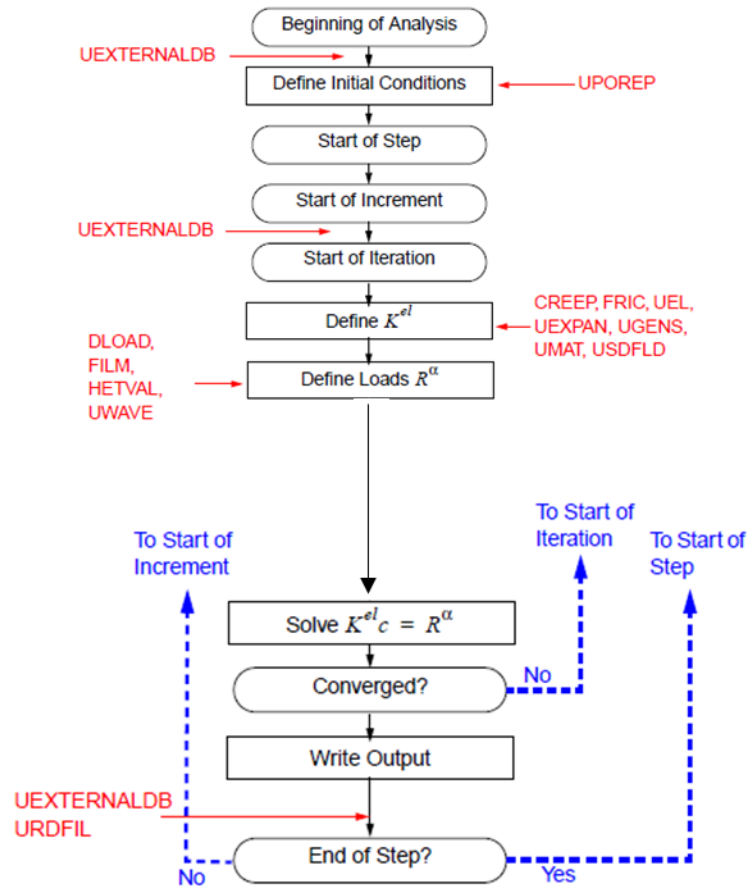 Beginning of Analysis
UEXTERNALDB
Define Initial Conditions
UPOREP
Start of Step
Start of Increment
UEXTERNALDB
Start of Iteration
Define K^el
CREEP, FRIC, UEL,
UEXPAN, UGENS,
UMAT, USDFLD
DLOAD,
FILM,
HETVAL,
UWAVE
Define Loads R^α
To Start of
Increment
To Start of
Iteration
To Start of
Step
Solve K^el c = R^α
Converged?
No
Write Output
UEXTERNALDB
URDFIL
End of Step?
No
Yes